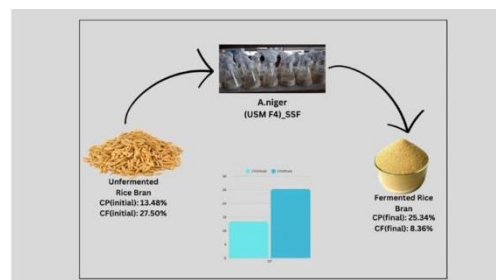 A.niger
(USM F4)_SSF
Unfermented
Rice Bran
CP(initial): 13.48%
CF(initial): 27.50%
Fermented Rice
Bran
CP(final): 25.34%
CF(final): 8.36%